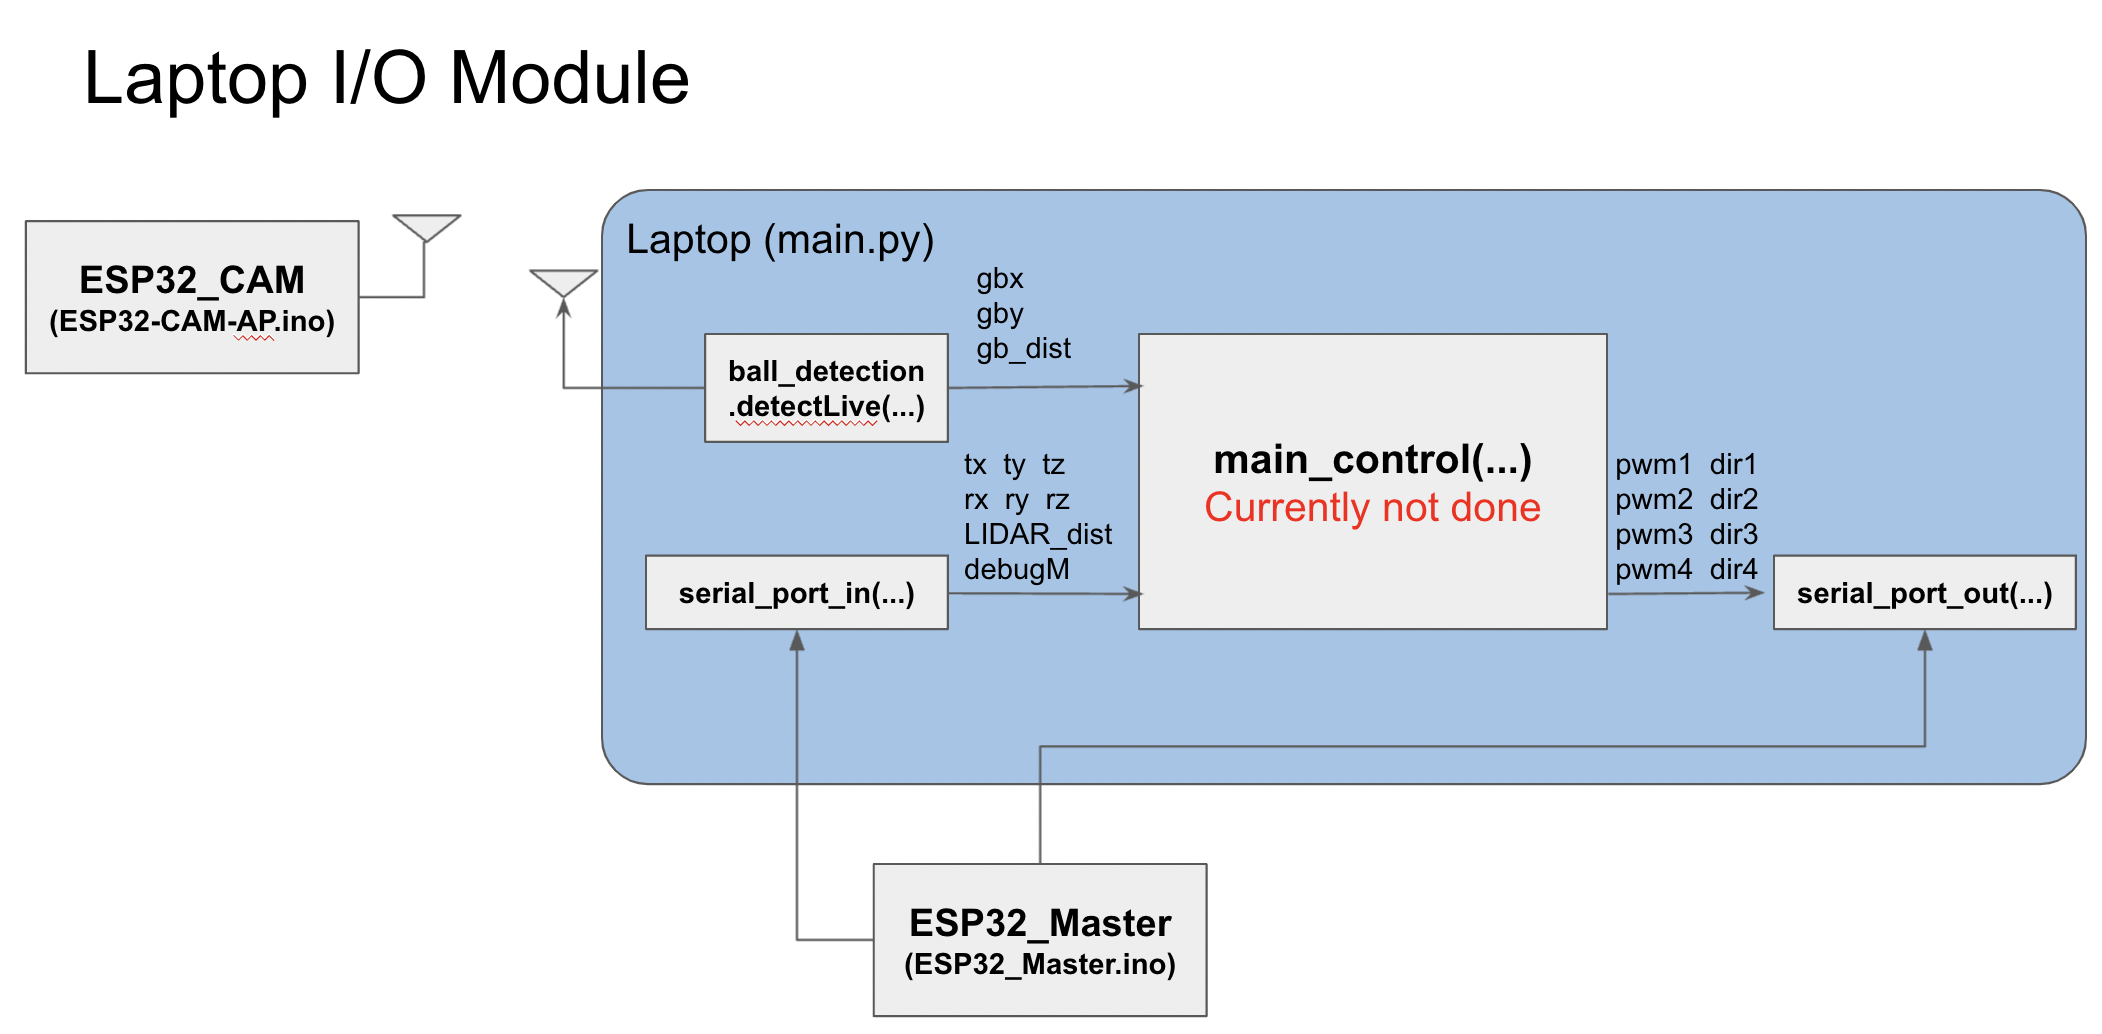 Laptop I/O Module
ESP32_CAM
(ESP32-CAM-AP.ino)
Laptop (main.py)
gbx
gby
gb_dist
ball_detection
.detectLive(...)
tx  ty  tz
rx  ry  rz
LIDAR_dist
debugM
serial_port_in(...)
main_control(...)
Currently not done
pwm1  dir1
pwm2  dir2
pwm3  dir3
pwm4  dir4
serial_port_out(...)
ESP32_Master
(ESP32_Master.ino)